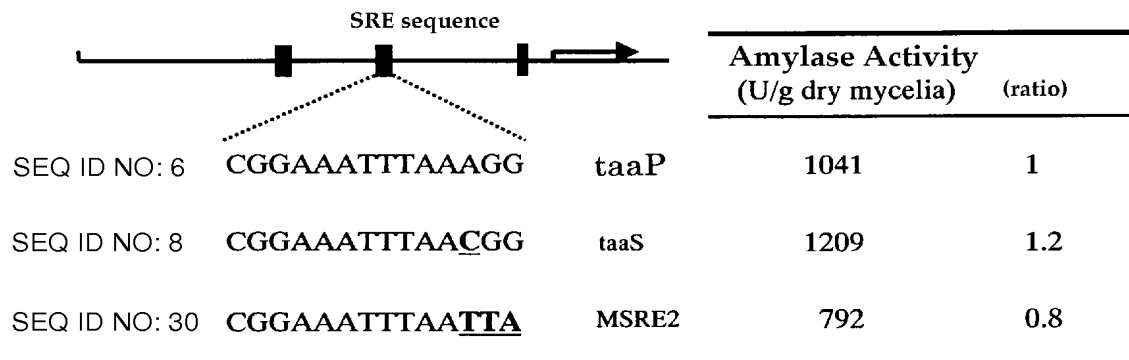 SRE sequence
Amylase Activity
(U/g dry mycelia) (ratio)
SEQ ID NO: 6 CGGAAATTTAAAGG taaP 1041 1
SEQ ID NO: 8 CGGAAATTTAACGG taaS 1209 1.2
SEQ ID NO: 30 CGGAAATTTAATTA MSRE2 792 0.8